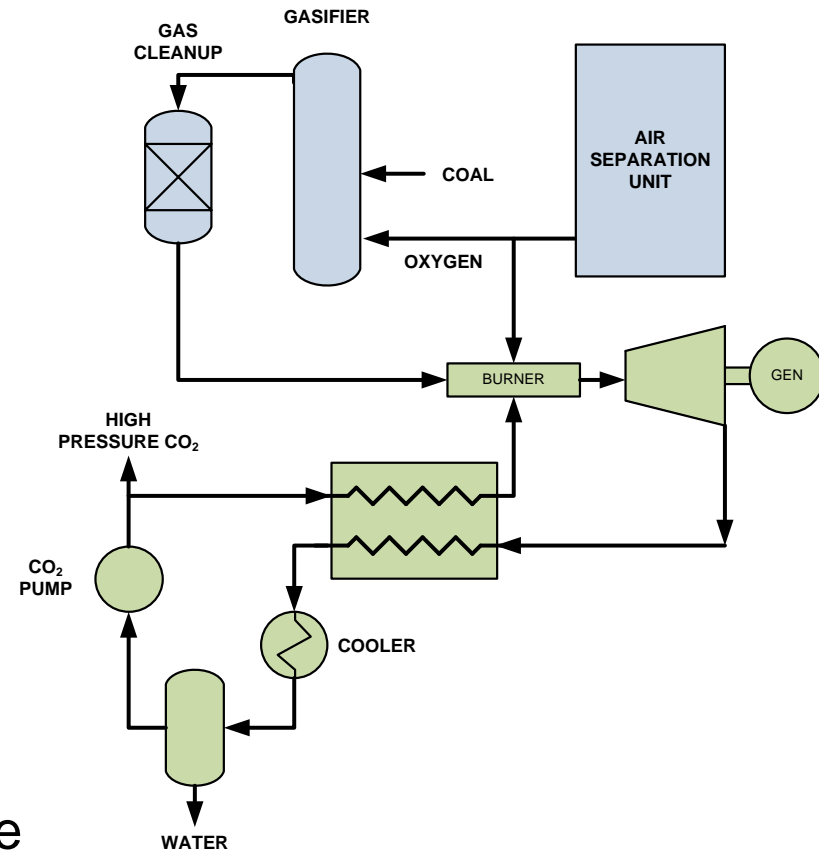 GASIFIER
GAS
CLEANUP
AIR
SEPARATION
UNIT
COAL
OXYGEN
BURNER
GEN
HIGH
PRESSURE CO₂
CO₂
PUMP
COOLER
WATER
e